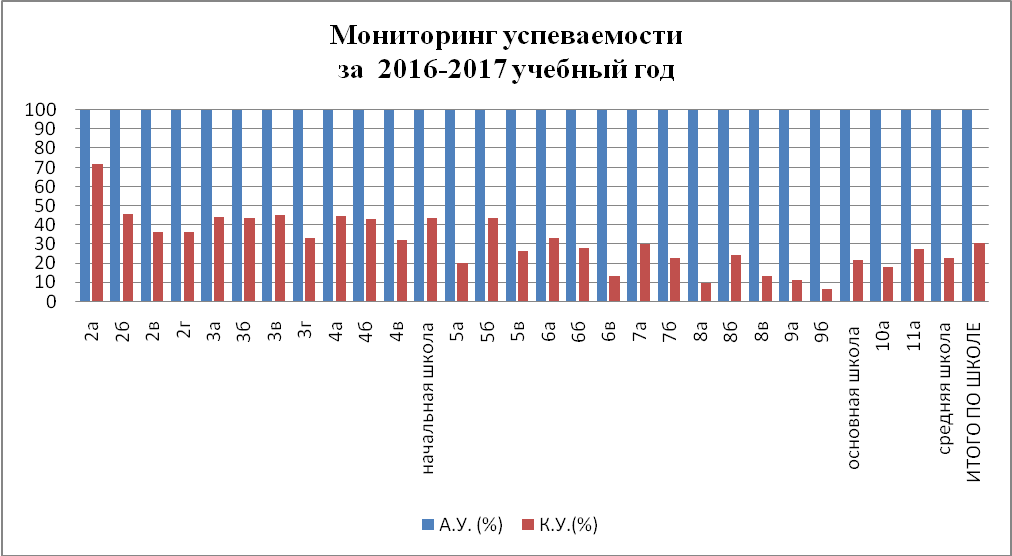 Мониторинг успеваемости
за 2016-2017 учебный год
100
90
80
70
60
50
40
30
20
10
0
2а
2б
2в
2г
3а
3б
3в
3г
4а
4б
4в
начальная школа
5а
5б
5в
6а
6б
6в
7а
7б
8а
8б
8в
9а
9б
основная школа
10а
11а
средняя школа
ИТОГО ПО ШКОЛЕ
А.У. (%)
К.У.(%)